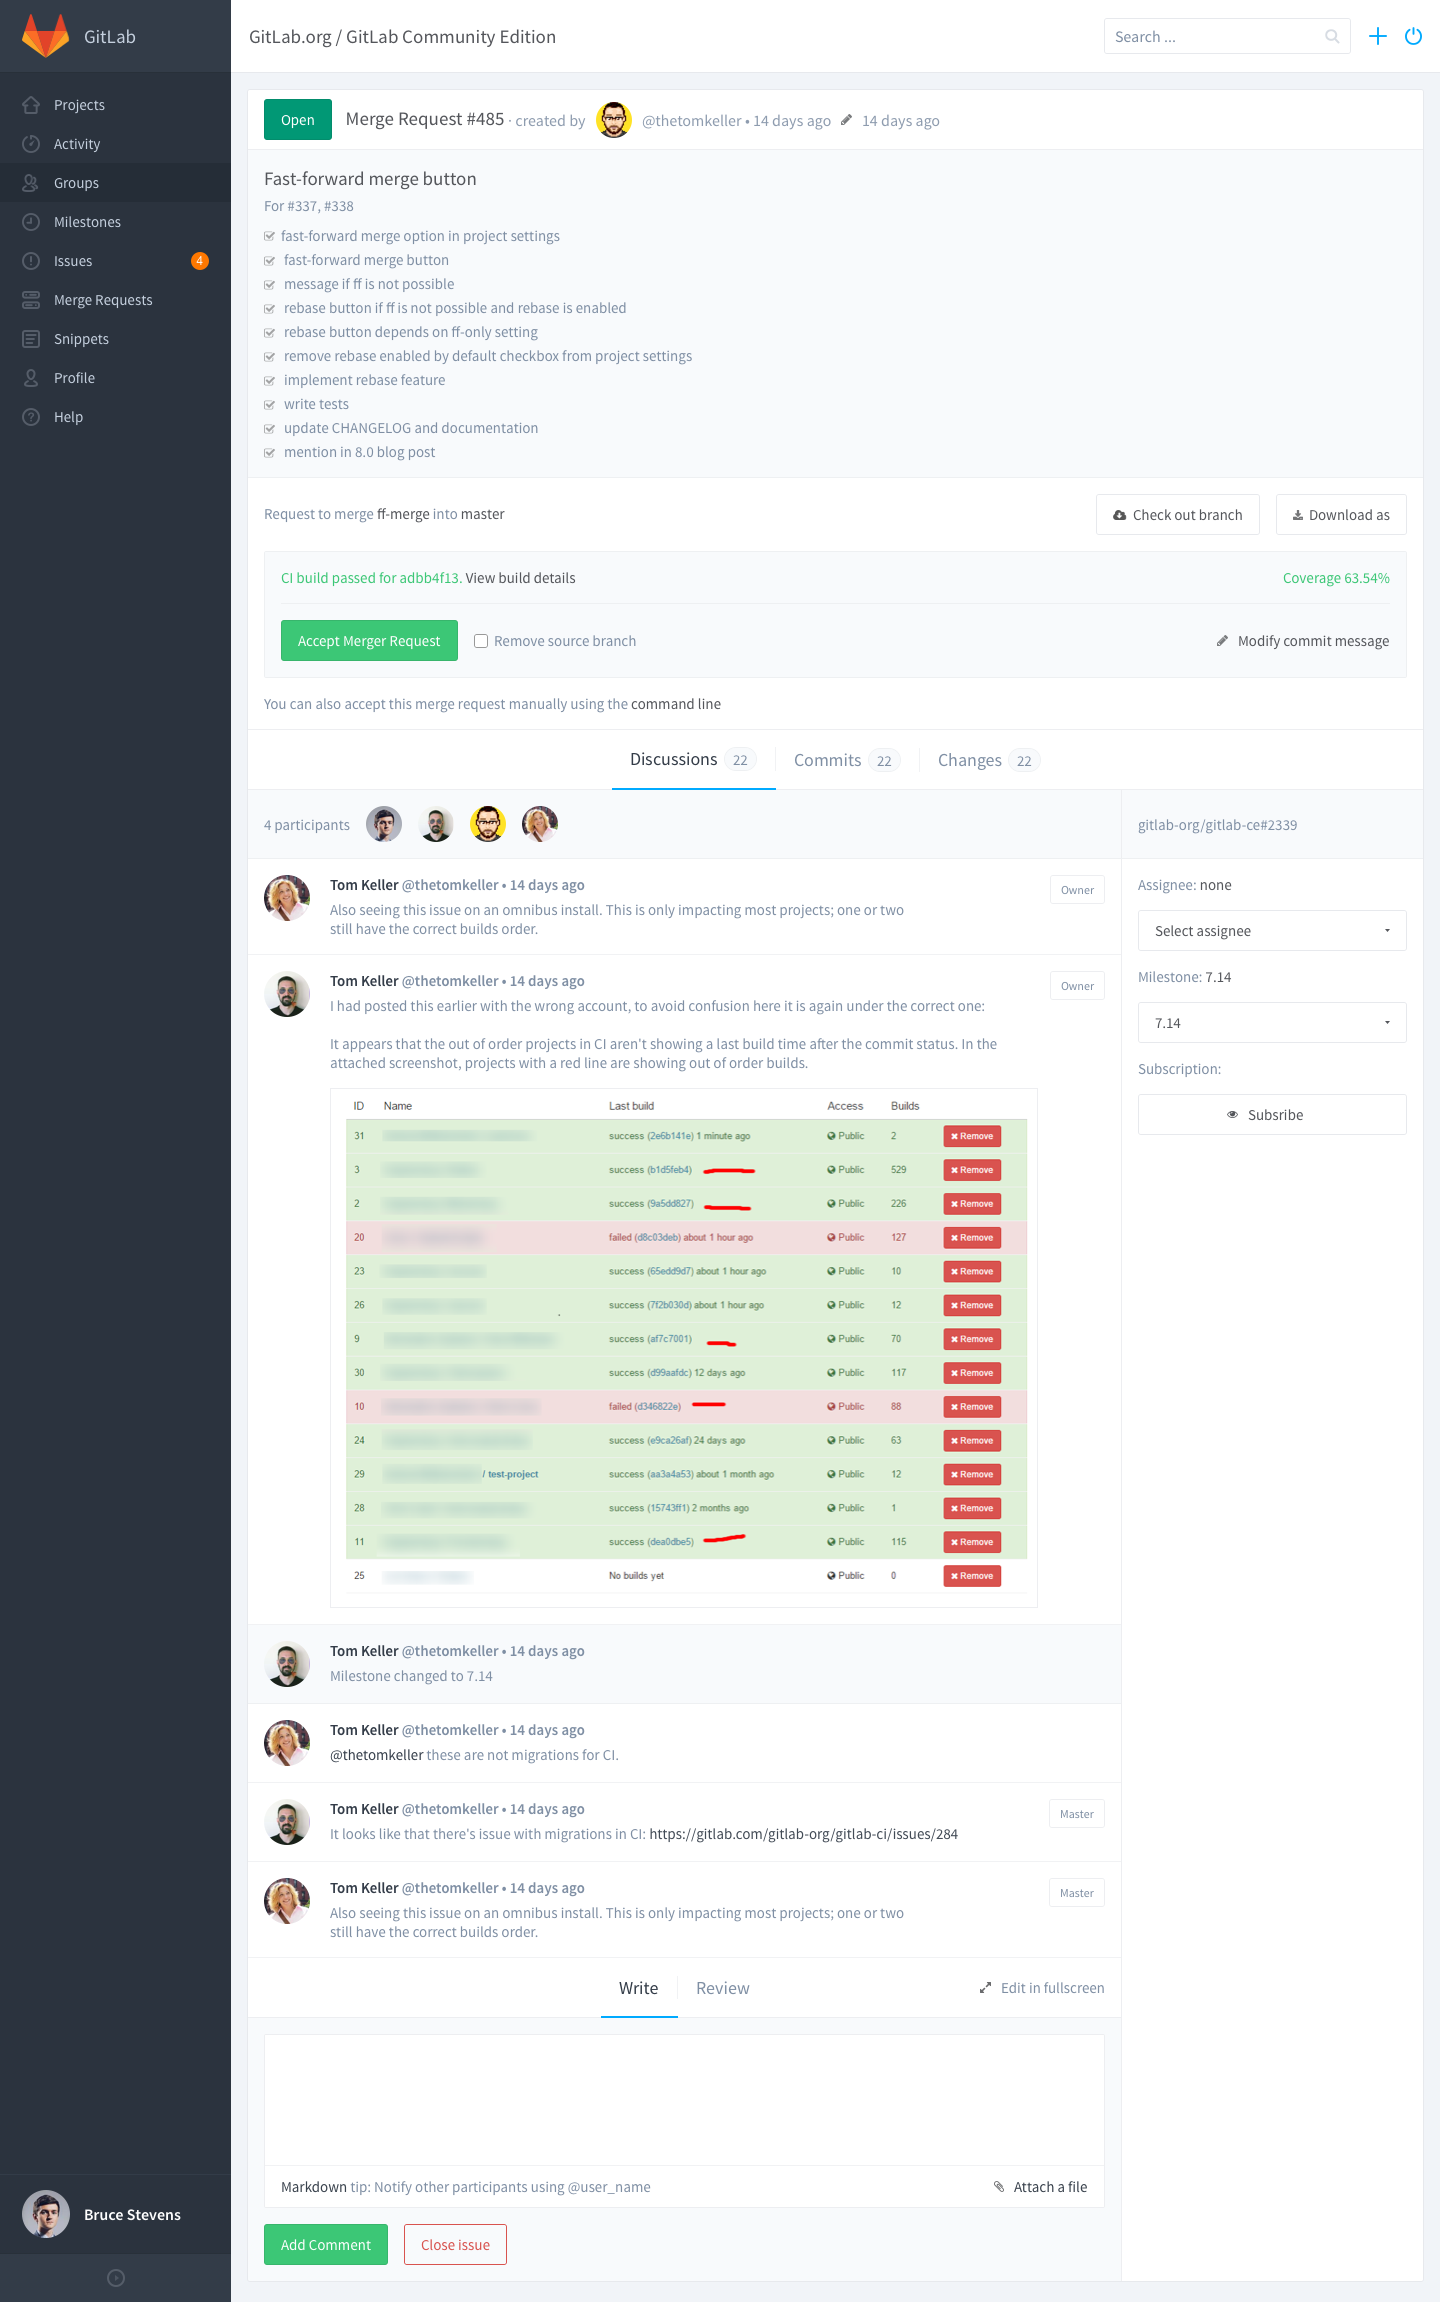 GitLab
GitLab.org / GitLab Community Edition
Search ...
Projects
Activity
Groups
Milestones
Issues 4
Merge Requests
Snippets
Profile
Help
Open Merge Request #485 · created by @thetomkeller • 14 days ago 14 days ago
Fast-forward merge button
For #337, #338
fast-forward merge option in project settings
fast-forward merge button
message if ff is not possible
rebase button if ff is not possible and rebase is enabled
rebase button depends on ff-only setting
remove rebase enabled by default checkbox from project settings
implement rebase feature
write tests
update CHANGELOG and documentation
mention in 8.0 blog post
Request to merge ff-merge into master
Check out branch
Download as
CI build passed for adbb4f13. View build details
Coverage 63.54%
Accept Merger Request
Remove source branch
Modify commit message
You can also accept this merge request manually using the command line
Discussions 22
Commits 22
Changes 22
4 participants
gitlab-org/gitlab-ce#2339
Assignee: none
Select assignee
Milestone: 7.14
7.14
Subscription:
Subsribe
Tom Keller @thetomkeller • 14 days ago
Owner
Also seeing this issue on an omnibus install. This is only impacting most projects; one or two
still have the correct builds order.
Tom Keller @thetomkeller • 14 days ago
Owner
I had posted this earlier with the wrong account, to avoid confusion here it is again under the correct one:
It appears that the out of order projects in CI aren't showing a last build time after the commit status. In the
attached screenshot, projects with a red line are showing out of order builds.
ID Name Last build Access Builds
31 success (2e6b141e) 1 minute ago Public 2 Remove
3 success (b1d5feb4) Public 529 Remove
2 success (9a5dd827) Public 226 Remove
20 failed (d8c03deb) about 1 hour ago Public 127 Remove
23 success (65edd9d7) about 1 hour ago Public 10 Remove
26 success (7f2b030d) about 1 hour ago Public 12 Remove
9 success (af7c7001) Public 70 Remove
30 success (d99aafdc) 12 days ago Public 117 Remove
10 failed (d346822e) Public 88 Remove
24 success (e9ca26af) 24 days ago Public 63 Remove
29 / test-project success (aa3a4a53) about 1 month ago Public 12 Remove
28 success (15743ff1) 2 months ago Public 1 Remove
11 success (dea0dbe5) Public 115 Remove
25 No builds yet Public 0 Remove
Tom Keller @thetomkeller • 14 days ago
Milestone changed to 7.14
Tom Keller @thetomkeller • 14 days ago
@thetomkeller these are not migrations for CI.
Tom Keller @thetomkeller • 14 days ago
Master
It looks like that there's issue with migrations in CI: https://gitlab.com/gitlab-org/gitlab-ci/issues/284
Tom Keller @thetomkeller • 14 days ago
Master
Also seeing this issue on an omnibus install. This is only impacting most projects; one or two
still have the correct builds order.
Write
Review
Edit in fullscreen
Markdown tip: Notify other participants using @user_name
Attach a file
Add Comment
Close issue
Bruce Stevens